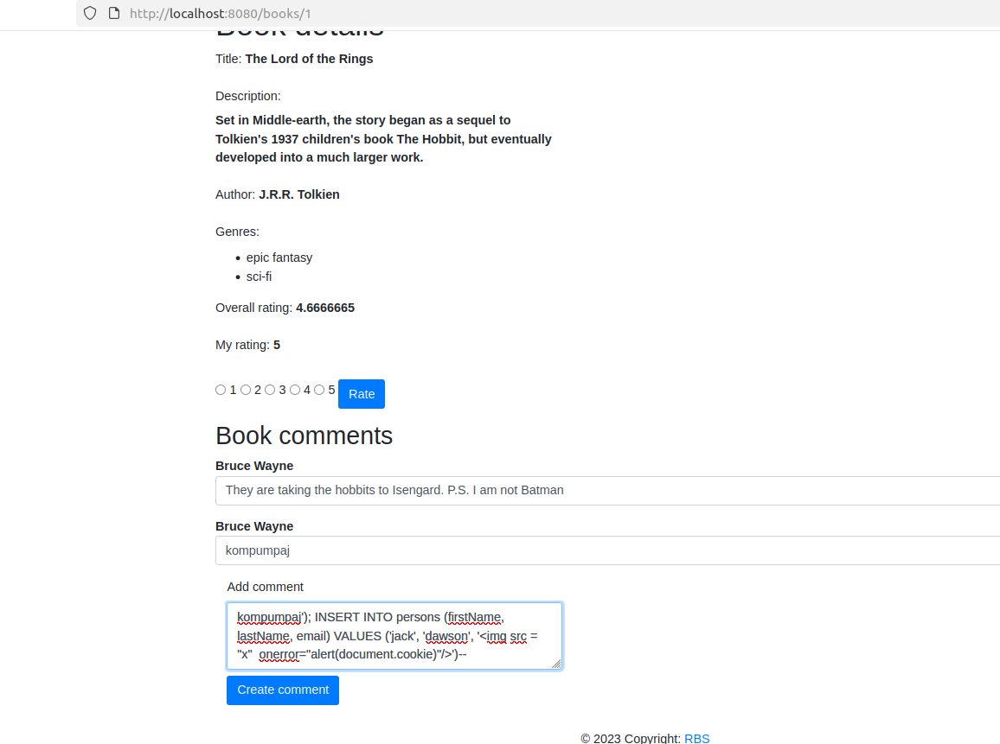 http://localhost:8080/books/1
Book details
Title: The Lord of the Rings
Description:
Set in Middle-earth, the story began as a sequel to
Tolkien's 1937 children's book The Hobbit, but eventually
developed into a much larger work.
Author: J.R.R. Tolkien
Genres:
• epic fantasy
• sci-fi
Overall rating: 4.6666665
My rating: 5
1 2 3 4 5 Rate
Book comments
Bruce Wayne
They are taking the hobbits to Isengard. P.S. I am not Batman
Bruce Wayne
kompumpaj
Add comment
kompumpaj'); INSERT INTO persons (firstName,
lastName, email) VALUES ('jack', 'dawson', '<img src =
"x"  onerror="alert(document.cookie)"/>')--
Create comment
© 2023 Copyright: RBS